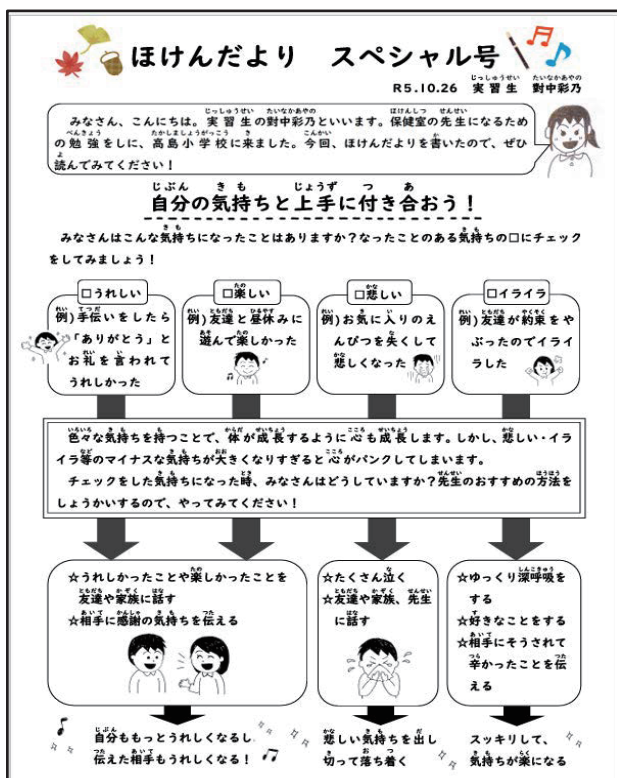 ほけんだより　スペシャル号
R5.10.26　実習生　對中彩乃
みなさん、こんにちは。実習生の對中彩乃といいます。保健室の先生になるため
の勉強をしに、高島小学校に来ました。今回、ほけんだよりを書いたので、ぜひ
読んでみてください！
自分の気持ちと上手に付き合おう！
みなさんはこんな気持ちになったことはありますか？なったことのある気持ちの□にチェック
をしてみましょう！
□うれしい
例）手伝いをしたら
「ありがとう」と
お礼を言われて
うれしかった
□楽しい
例）友達と昼休みに
遊んで楽しかった
□悲しい
例）お気に入りのえ
んぴつを失くして
悲しくなった
□イライラ
例）友達が約束をや
ぶったのでイライ
ラした
色々な気持ちを持つことで、体が成長するように心も成長します。しかし、悲しい・イラ
イラ等のマイナスな気持ちが大きくなりすぎると心がパンクしてしまいます。
チェックをした気持ちになった時、みなさんはどうしていますか？先生のおすすめの方法を
しょうかいするので、やってみてください！
☆うれしかったことや楽しかったことを
友達や家族に話す
☆相手に感謝の気持ちを伝える
☆たくさん泣く
☆友達や家族、先生
に話す
☆ゆっくり深呼吸を
する
☆好きなことをする
☆相手にそうされて
辛かったことを伝
える
自分ももっとうれしくなるし、
伝えた相手もうれしくなる！
悲しい気持ちを出し
切って落ち着く
スッキリして、
気持ちが楽になる